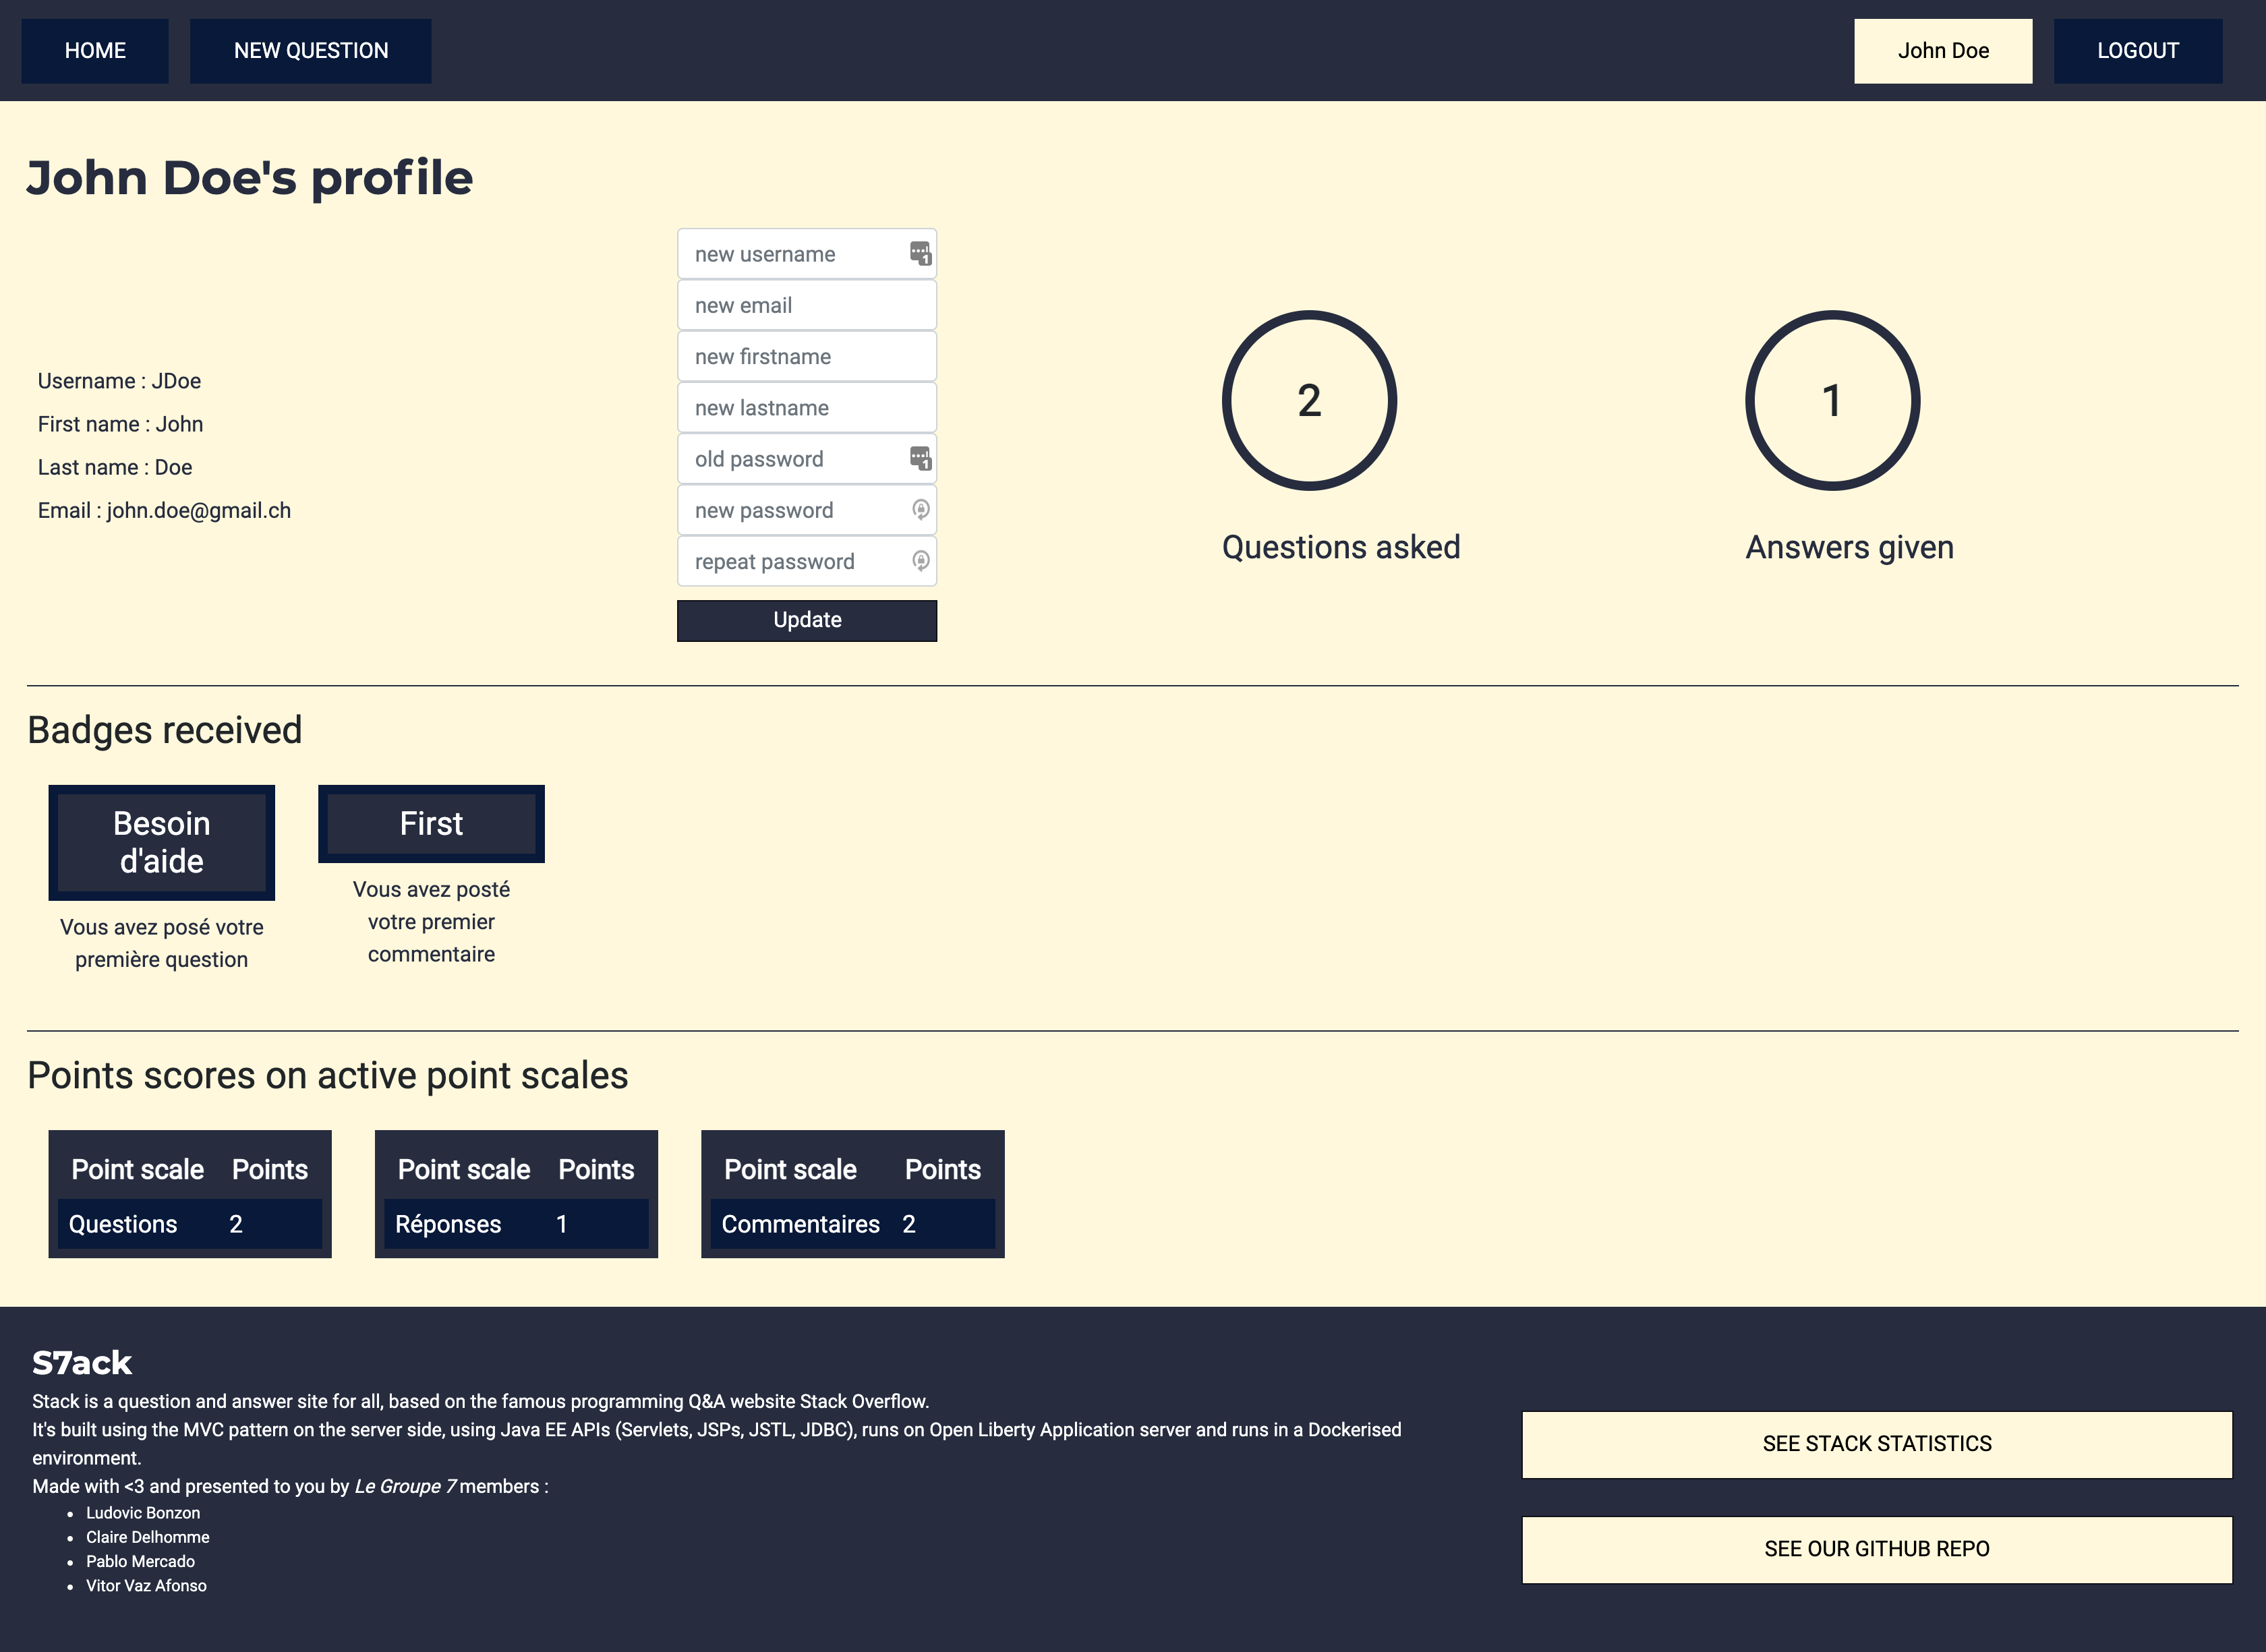 HOME
NEW QUESTION
John Doe
LOGOUT
John Doe's profile
Username : JDoe
First name : John
Last name : Doe
Email : john.doe@gmail.ch
new username
new email
new firstname
new lastname
old password
new password
repeat password
Update
2
Questions asked
1
Answers given
Badges received
Besoin
d'aide
Vous avez posé votre
première question
First
Vous avez posté
votre premier
commentaire
Points scores on active point scales
Point scale Points
Questions 2
Point scale Points
Réponses 1
Point scale Points
Commentaires 2
S7ack
Stack is a question and answer site for all, based on the famous programming Q&A website Stack Overflow.
It's built using the MVC pattern on the server side, using Java EE APIs (Servlets, JSPs, JSTL, JDBC), runs on Open Liberty Application server and runs in a Dockerised
environment.
Made with <3 and presented to you by Le Groupe 7 members :
• Ludovic Bonzon
• Claire Delhomme
• Pablo Mercado
• Vitor Vaz Afonso
SEE STACK STATISTICS
SEE OUR GITHUB REPO